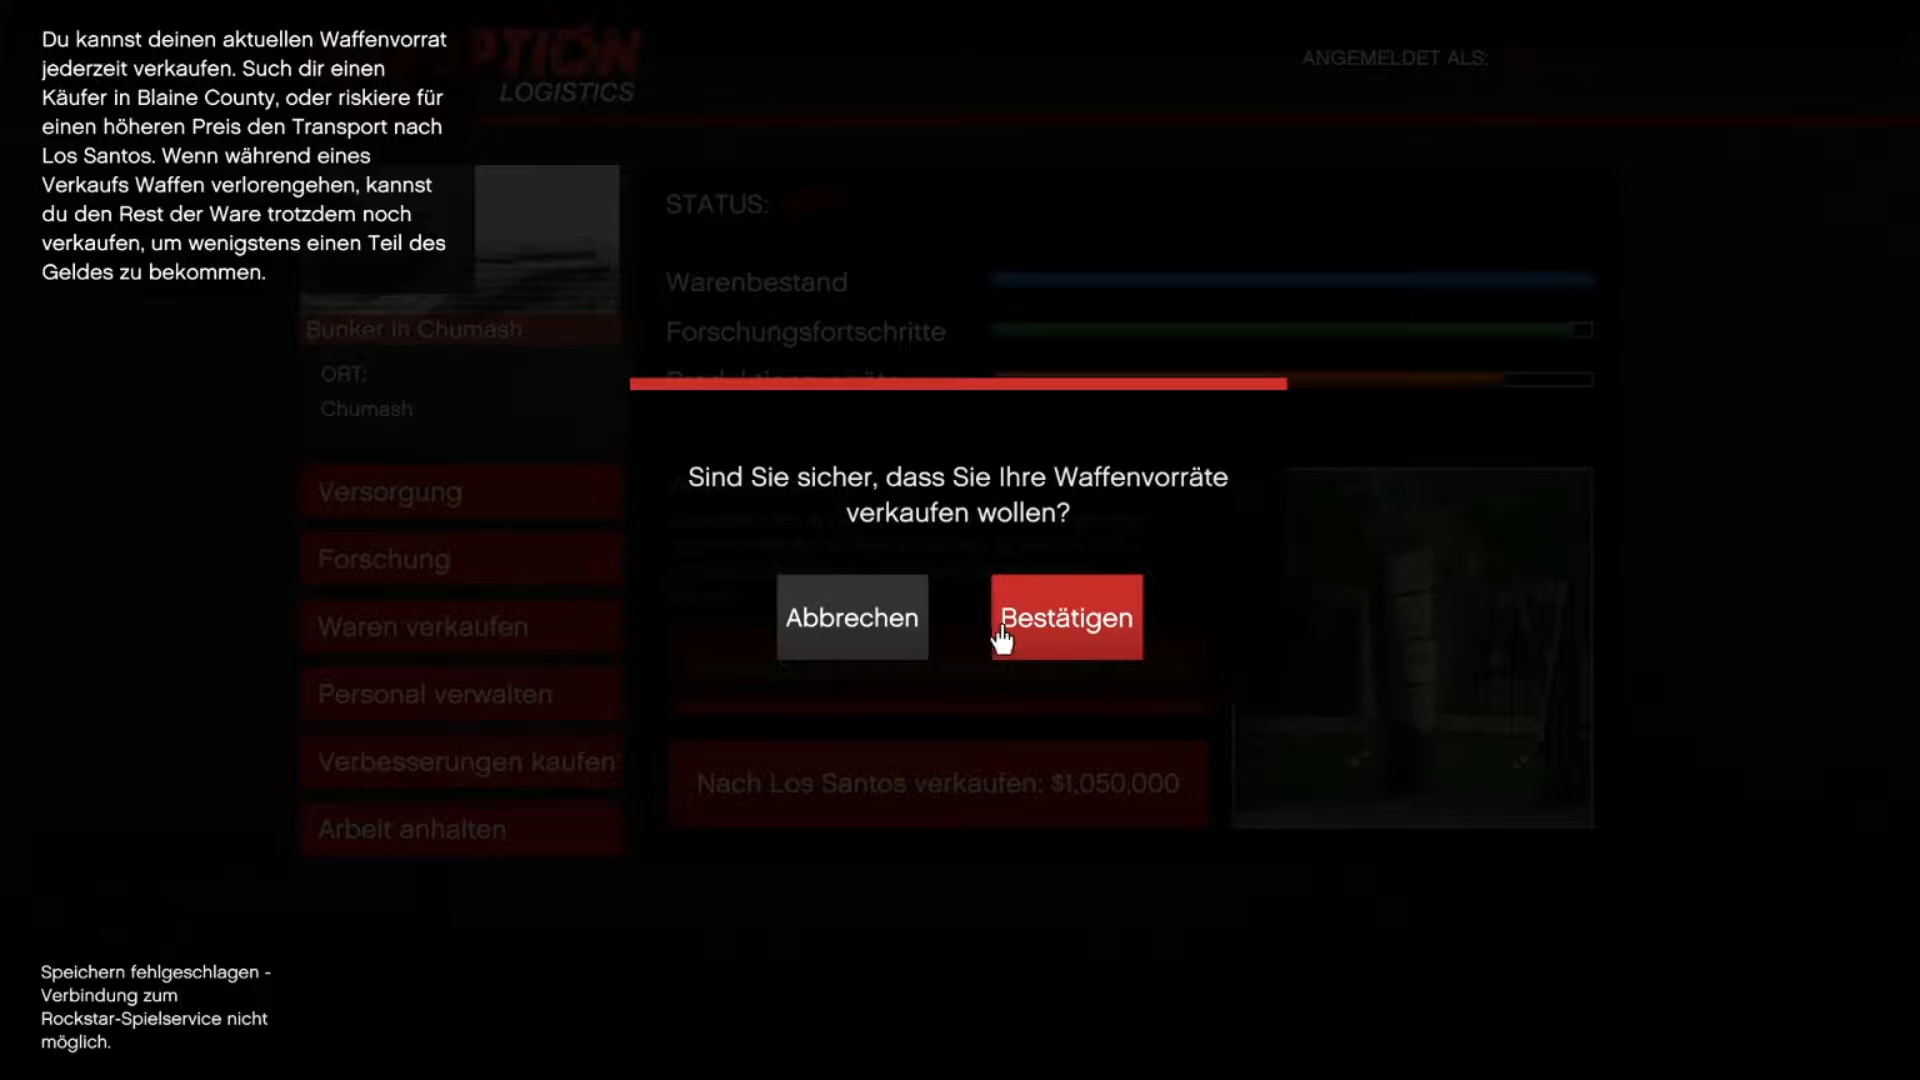 Du kannst deinen aktuellen Waffenvorrat
jederzeit verkaufen. Such dir einen
Käufer in Blaine County, oder riskiere für
einen höheren Preis den Transport nach
Los Santos. Wenn während eines
Verkaufs Waffen verlorengehen, kannst
du den Rest der Ware trotzdem noch
verkaufen, um wenigstens einen Teil des
Geldes zu bekommen.
LOGISTICS
ANGEMELDET ALS:
STATUS:
Warenbestand
Forschungsfortschritte
Bunker in Chumash
ORT:
Chumash
Versorgung
Forschung
Waren verkaufen
Personal verwalten
Verbesserungen kaufen
Arbeit anhalten
Sind Sie sicher, dass Sie Ihre Waffenvorräte
verkaufen wollen?
Abbrechen
Bestätigen
Nach Los Santos verkaufen: $1,050,000
Speichern fehlgeschlagen -
Verbindung zum
Rockstar-Spielservice nicht
möglich.